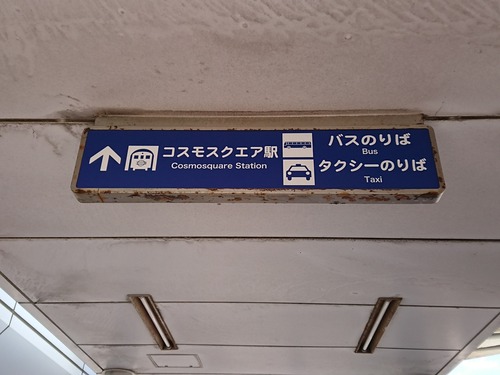 コスモスクエア駅
Cosmosquare Station
バスのりば
Bus
タクシーのりば
Taxi